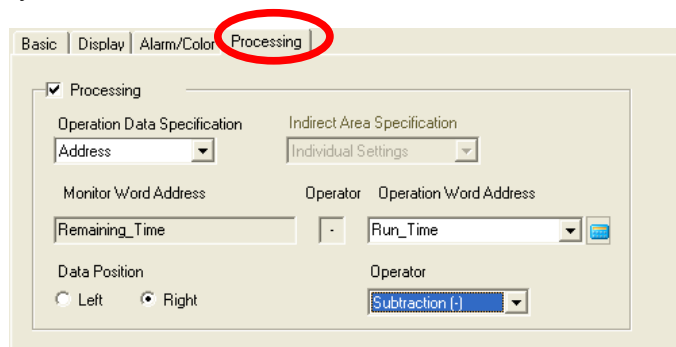 Basic Display Alarm/Color Processing
Processing
Operation Data Specification Indirect Area Specification
Address Individual Settings
Monitor Word Address Operator Operation Word Address
Remaining_Time - Run_Time
Data Position Operator
Left Right Subtraction (-)